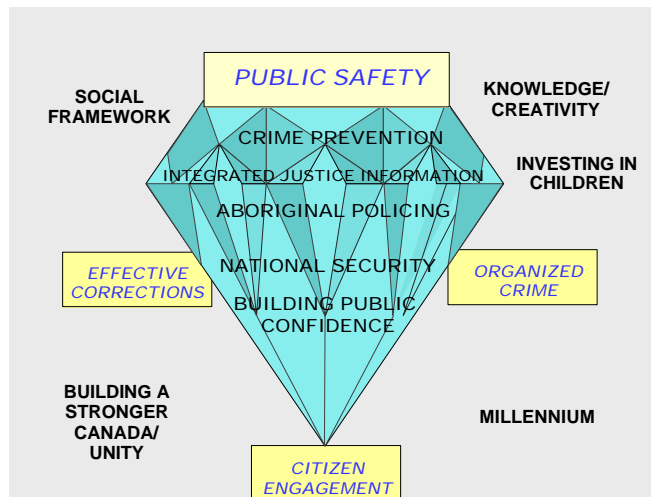 PUBLIC SAFETY
SOCIAL
FRAMEWORK
KNOWLEDGE/
CREATIVITY
CRIME PREVENTION
INTEGRATED JUSTICE INFORMATION
INVESTING IN
CHILDREN
ABORIGINAL POLICING
EFFECTIVE
CORRECTIONS
NATIONAL SECURITY
ORGANIZED
CRIME
BUILDING PUBLIC
CONFIDENCE
BUILDING A
STRONGER
CANADA/
UNITY
MILLENNIUM
CITIZEN
ENGAGEMENT